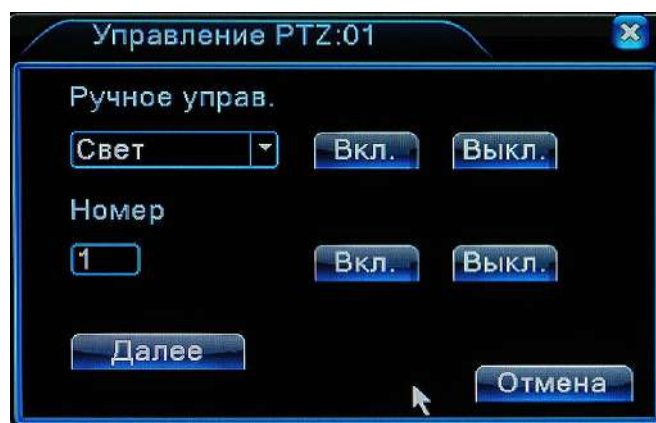 Управление PTZ:01
Ручное управ.
Свет Вкл. Выкл.
Номер
1 Вкл. Выкл.
Далее
Отмена